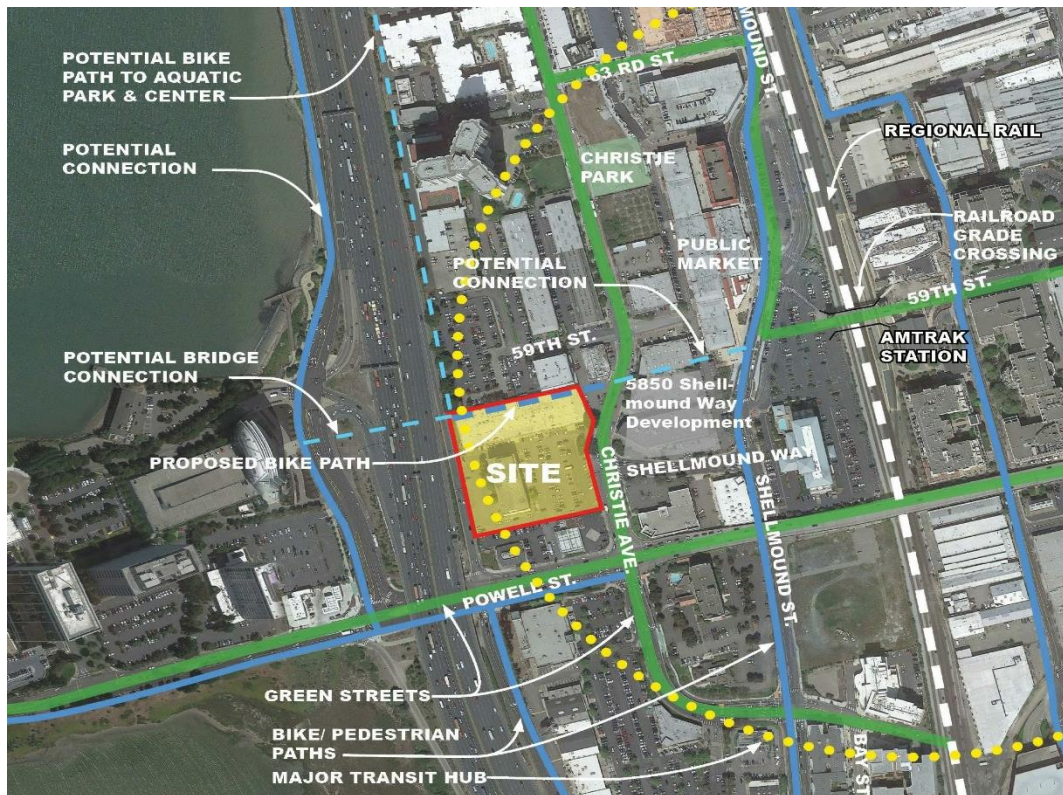 MOUND ST.
POTENTIAL BIKE
PATH TO AQUATIC
PARK & CENTER
63RD ST.
REGIONAL RAIL
POTENTIAL
CONNECTION
CHRISTIE
PARK
RAILROAD
GRADE
CROSSING
PUBLIC
MARKET
POTENTIAL
CONNECTION
59TH ST.
59TH ST.
AMTRAK
STATION
POTENTIAL BRIDGE
CONNECTION
5850 Shell-
mound Way
Development
PROPOSED BIKE PATH
SITE
SHELLMOUND WAY
CHRISTIE AVE.
SHELLMOUND ST.
POWELL ST.
GREEN STREETS
BIKE/ PEDESTRIAN
PATHS
MAJOR TRANSIT HUB
BAY ST